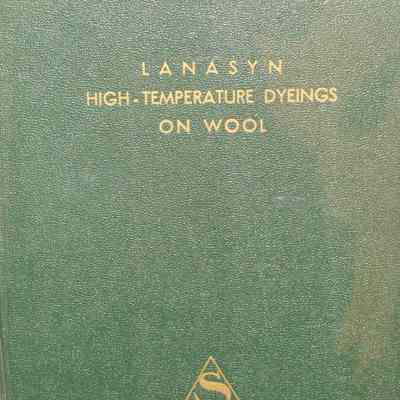 LANASYN
HIGH-TEMPERATURE DYEINGS
ON WOOL
S